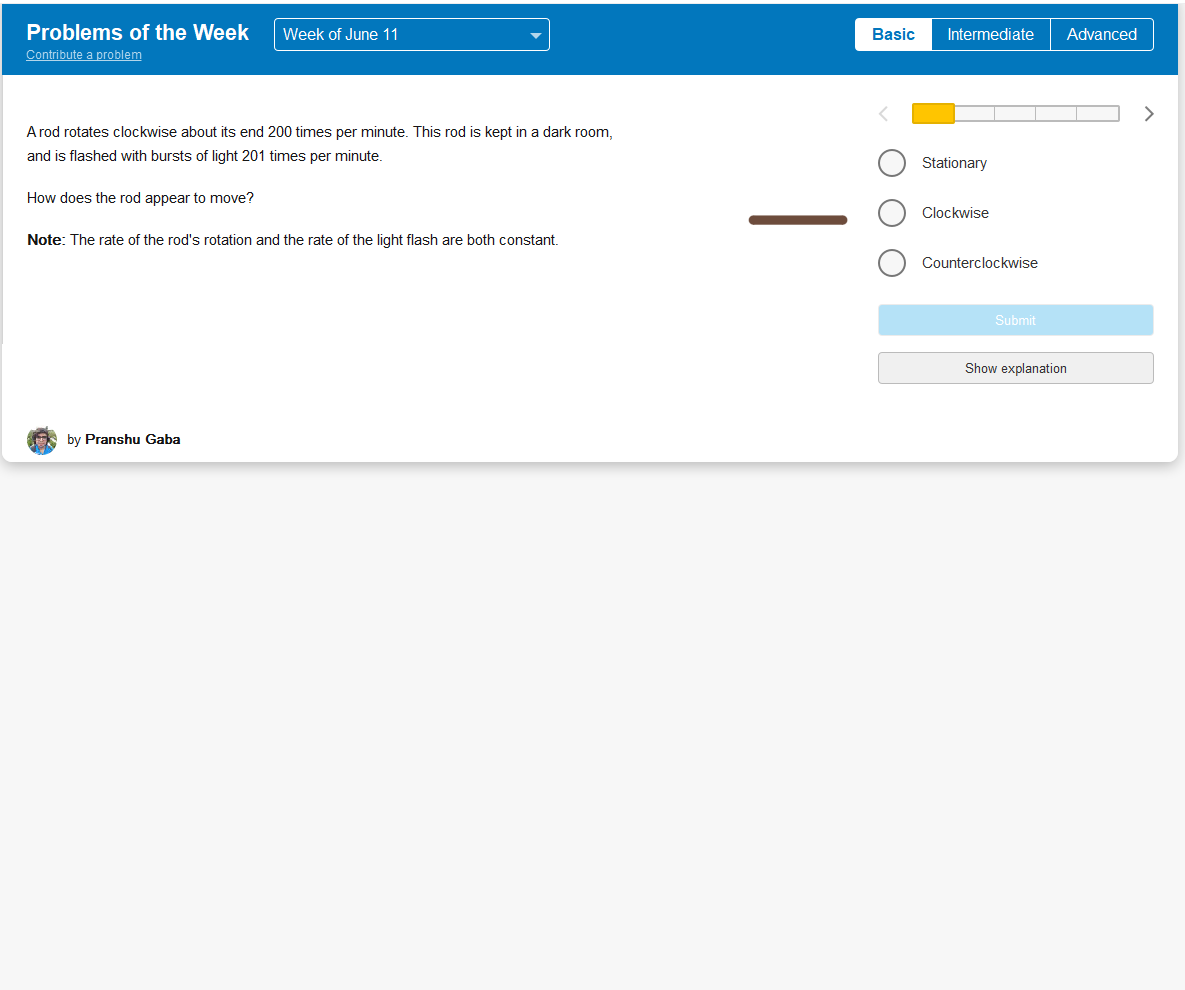 Problems of the Week
Contribute a problem
Week of June 11
Basic
Intermediate
Advanced
A rod rotates clockwise about its end 200 times per minute. This rod is kept in a dark room,
and is flashed with bursts of light 201 times per minute.
How does the rod appear to move?
Note: The rate of the rod's rotation and the rate of the light flash are both constant.
Stationary
Clockwise
Counterclockwise
Submit
Show explanation
by Pranshu Gaba